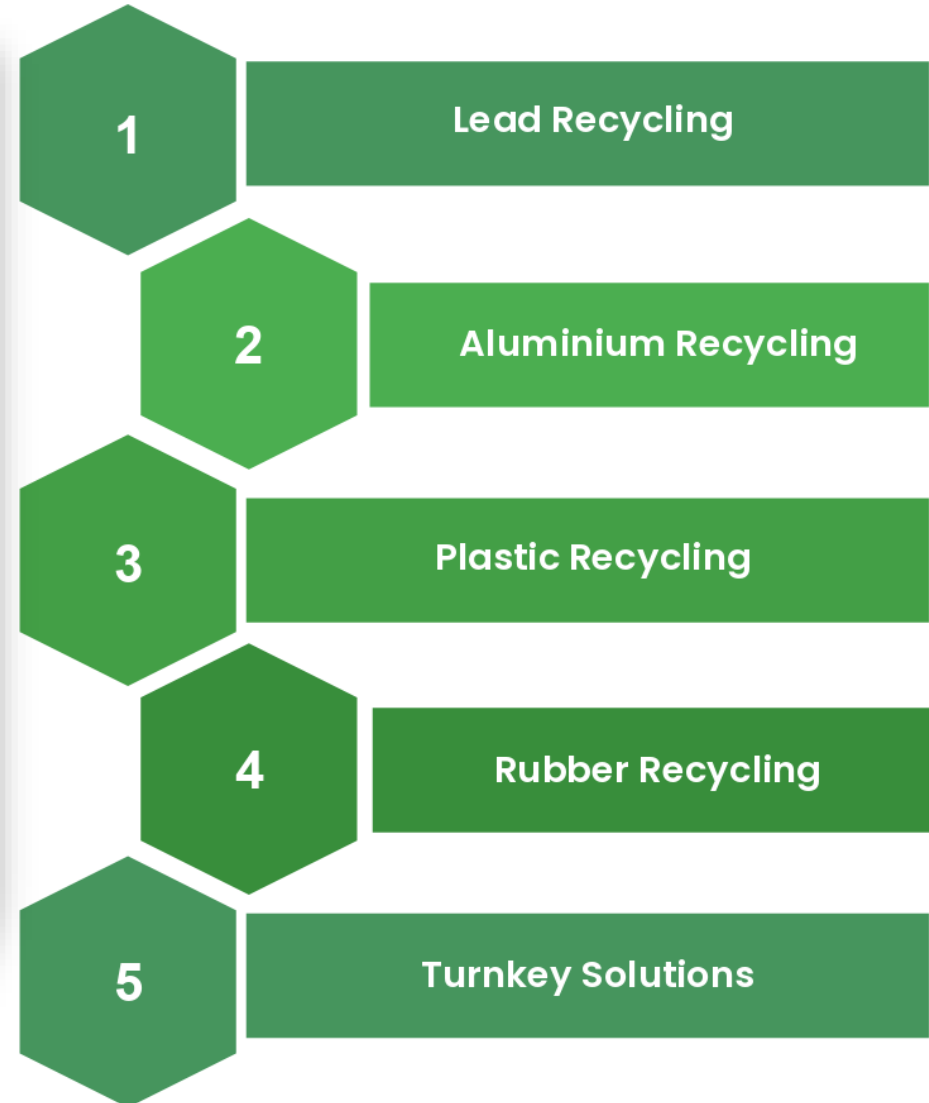 1
Lead Recycling
2
Aluminium Recycling
3
Plastic Recycling
4
Rubber Recycling
5
Turnkey Solutions